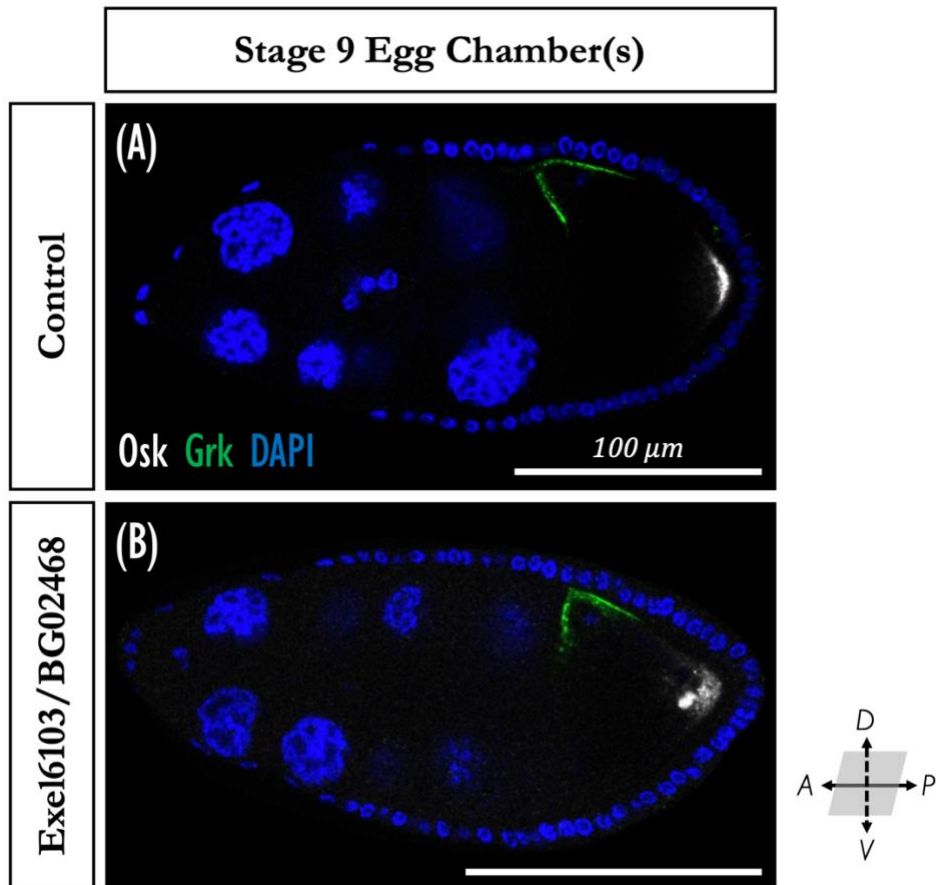 Stage 9 Egg Chamber(s)
Control
(A)
Osk Grk DAPI
100 μm
Exel6103/BG02468
(B)
D
A P
V